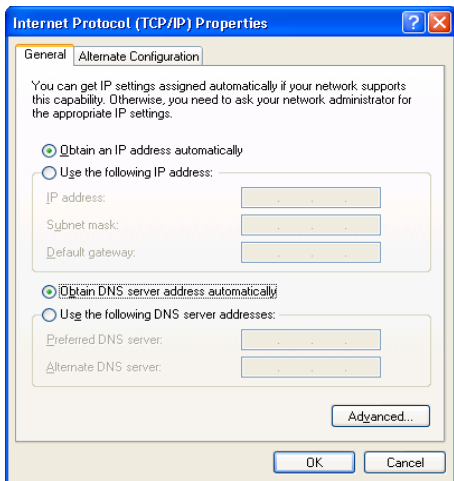 Internet Protocol (TCP/IP) Properties
General
Alternate Configuration
You can get IP settings assigned automatically if your network supports
this capability. Otherwise, you need to ask your network administrator for
the appropriate IP settings.
Obtain an IP address automatically
Use the following IP address:
IP address:
Subnet mask:
Default gateway:
Obtain DNS server address automatically
Use the following DNS server addresses:
Preferred DNS server:
Alternate DNS server:
Advanced...
OK
Cancel